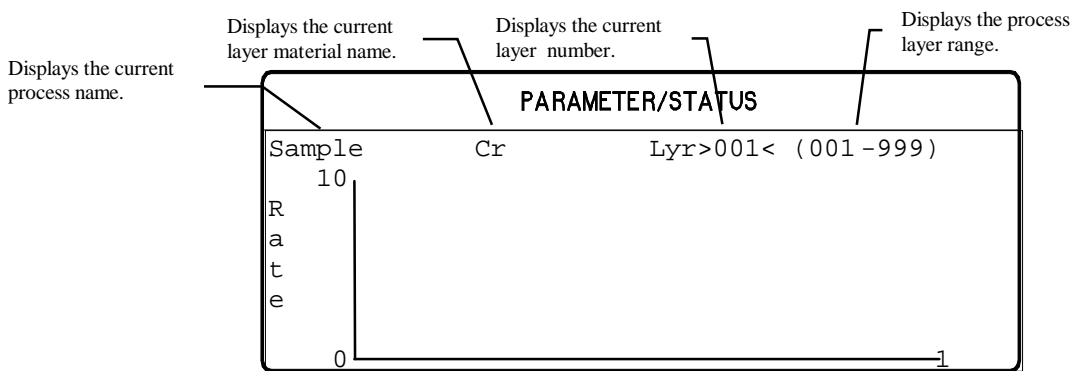 Displays the current
process name.
Displays the current
layer material name.
Displays the current
layer number.
Displays the process
layer range.
PARAMETER/STATUS
Sample Cr Lyr>001< (001-999)
10
R
a
t
e
0 1